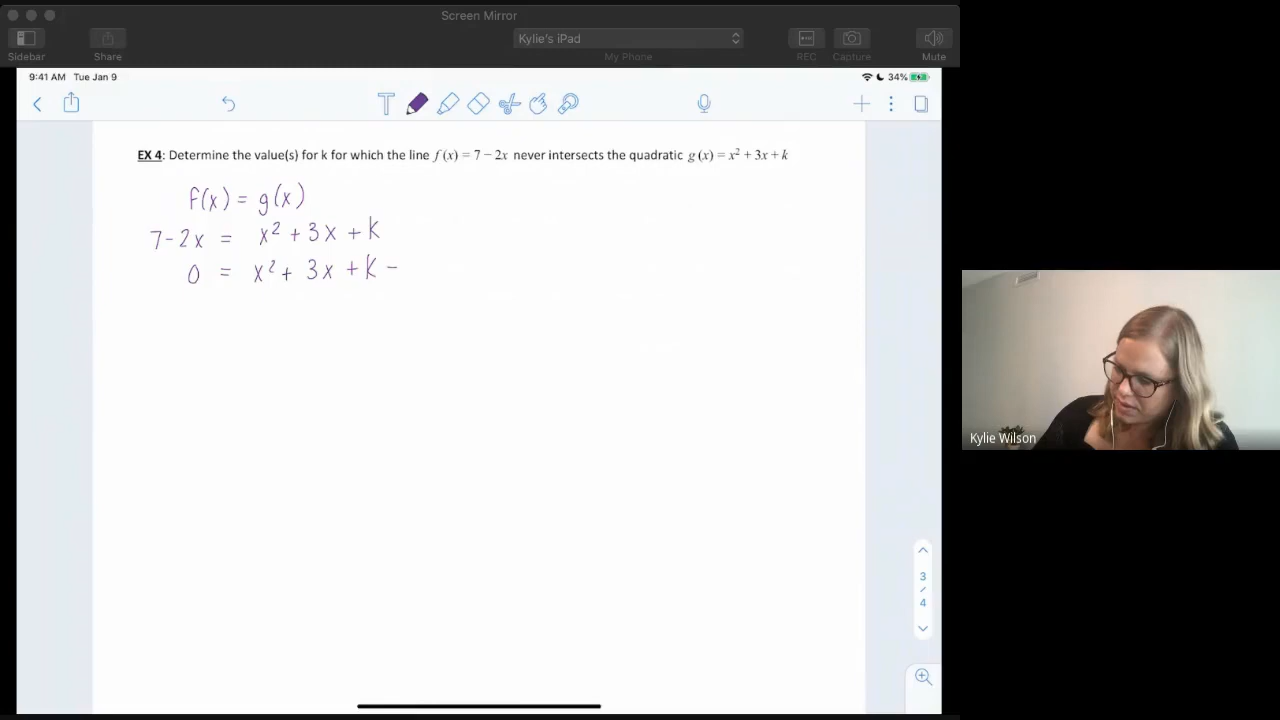 Screen Mirror
Kylie's iPad
Sidebar
Share
My Phone
REC
Capture
Mute
9:41 AM Tue Jan 9
34%
T
EX 4: Determine the value(s) for k for which the line f(x) = 7 − 2x never intersects the quadratic g(x) = x² + 3x + k
f(x) = g(x)
7-2x = x² + 3x + k
0 = x² + 3x + k -
3
/
4
Kylie Wilson